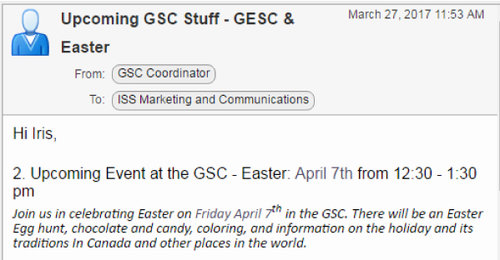 Upcoming GSC Stuff - GESC &
Easter
March 27, 2017 11:53 AM
From: GSC Coordinator
To: ISS Marketing and Communications
Hi Iris,
2. Upcoming Event at the GSC - Easter: April 7th from 12:30 - 1:30
pm
Join us in celebrating Easter on Friday April 7th in the GSC. There will be an Easter
Egg hunt, chocolate and candy, coloring, and information on the holiday and its
traditions In Canada and other places in the world.